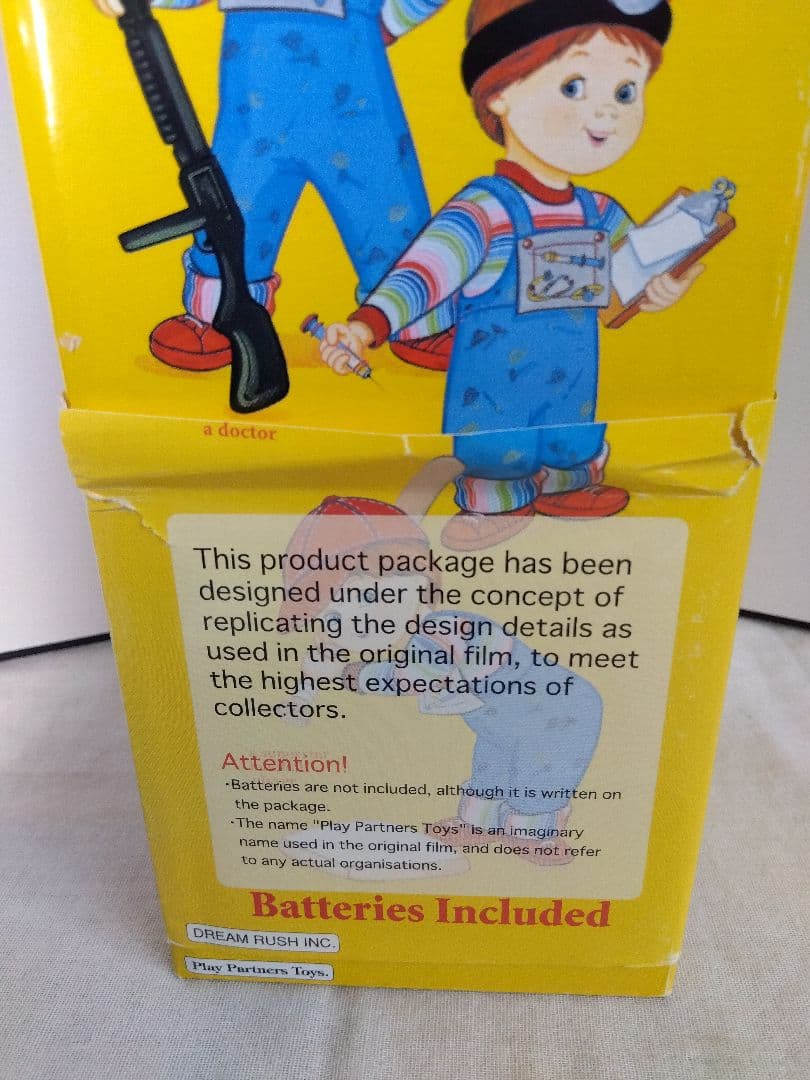 a doctor
This product package has been
designed under the concept of
replicating the design details as
used in the original film, to meet
the highest expectations of
collectors.
Attention!
·Batteries are not included, although it is written on
the package.
·The name "Play Partners Toys" is an imaginary
name used in the original film, and does not refer
to any actual organisations.
Batteries Included
DREAM RUSH INC.
Play Partners Toys.